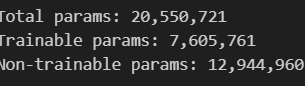 Total params: 20,550,721
Trainable params: 7,605,761
Non-trainable params: 12,944,960